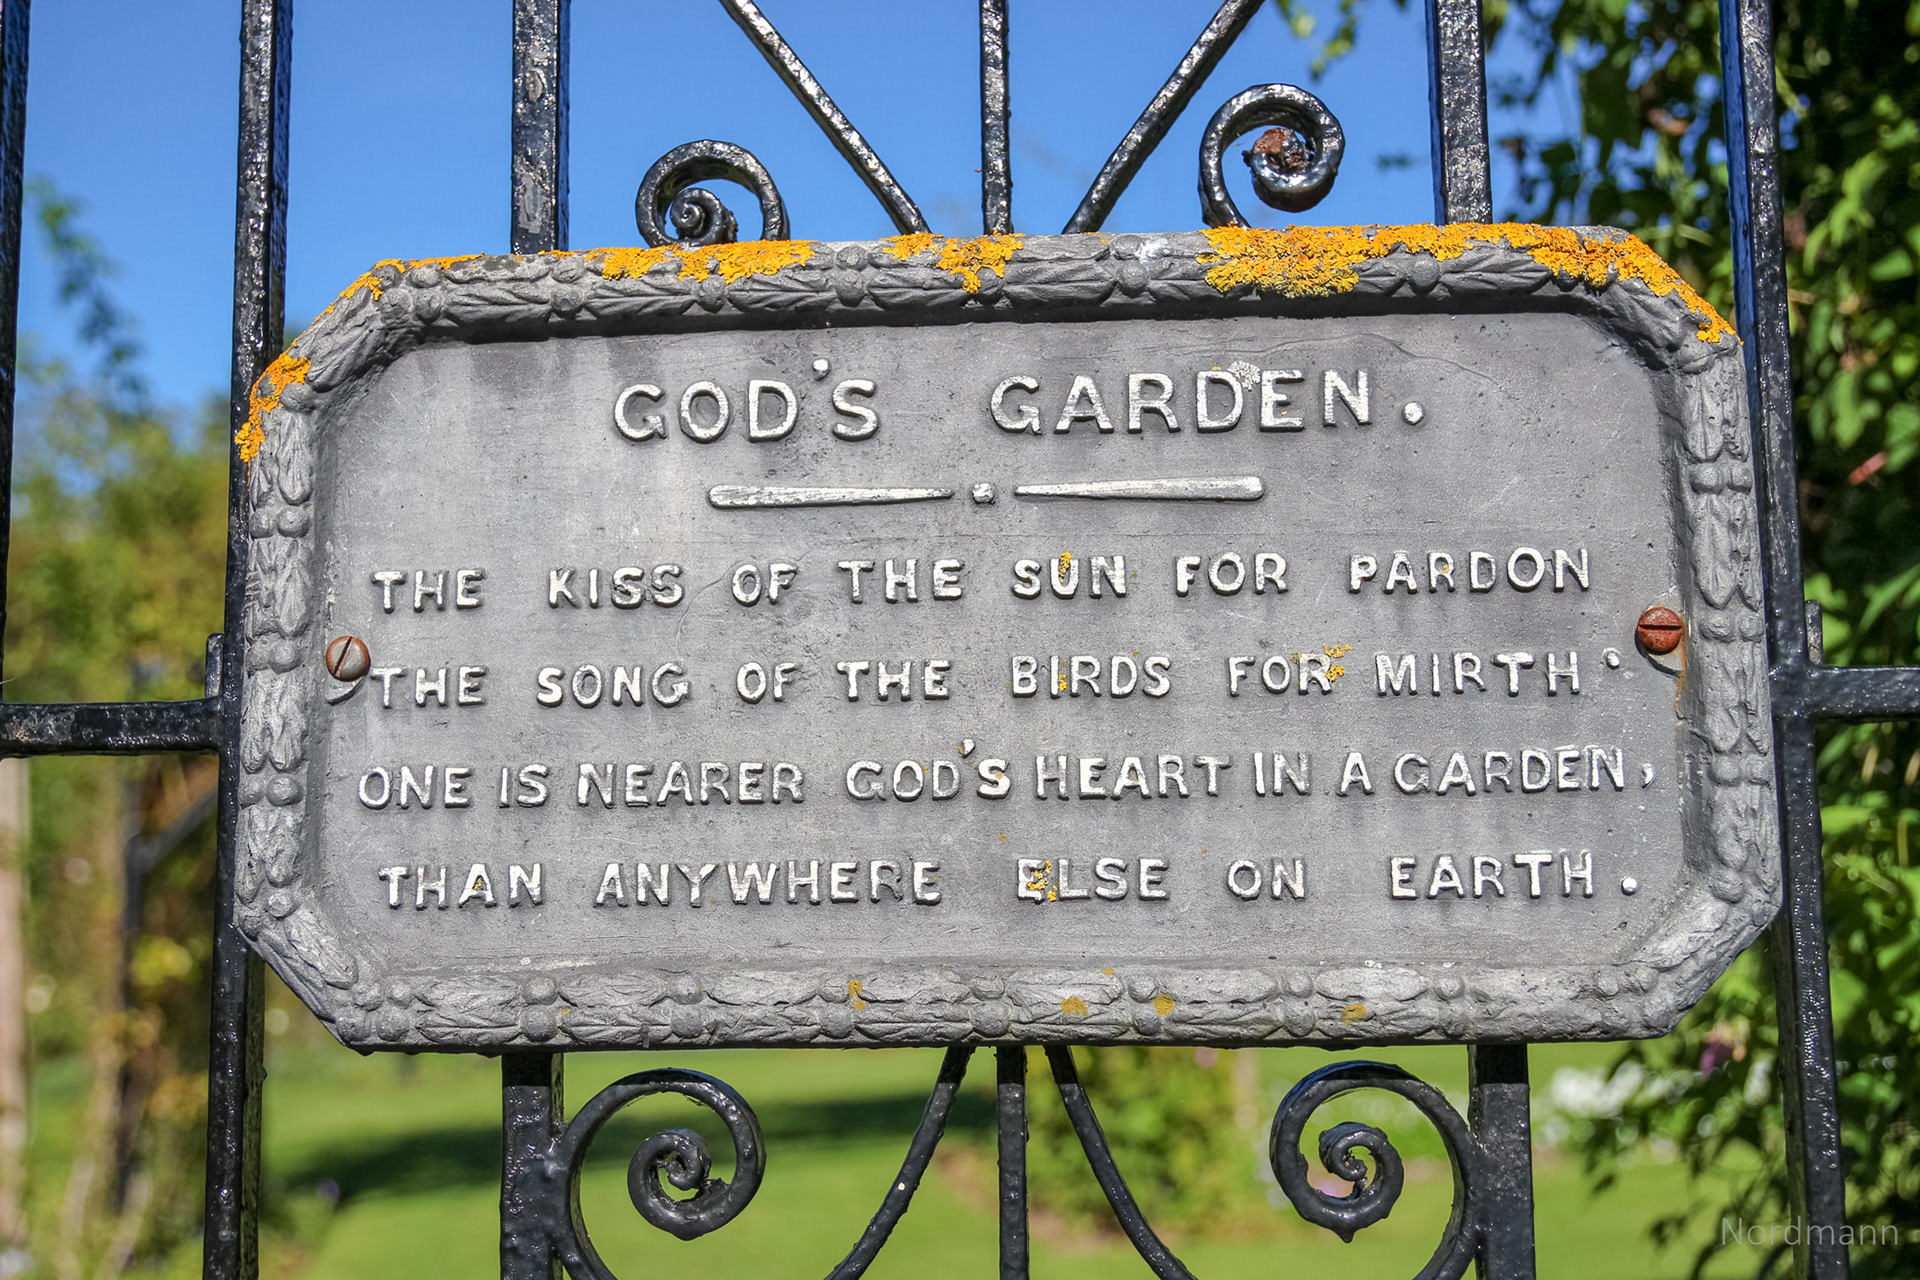 GOD'S GARDEN.
THE KISS OF THE SUN FOR PARDON
THE SONG OF THE BIRDS FOR MIRTH.
ONE IS NEARER GOD'S HEART IN A GARDEN,
THAN ANYWHERE ELSE ON EARTH.
Nordmann